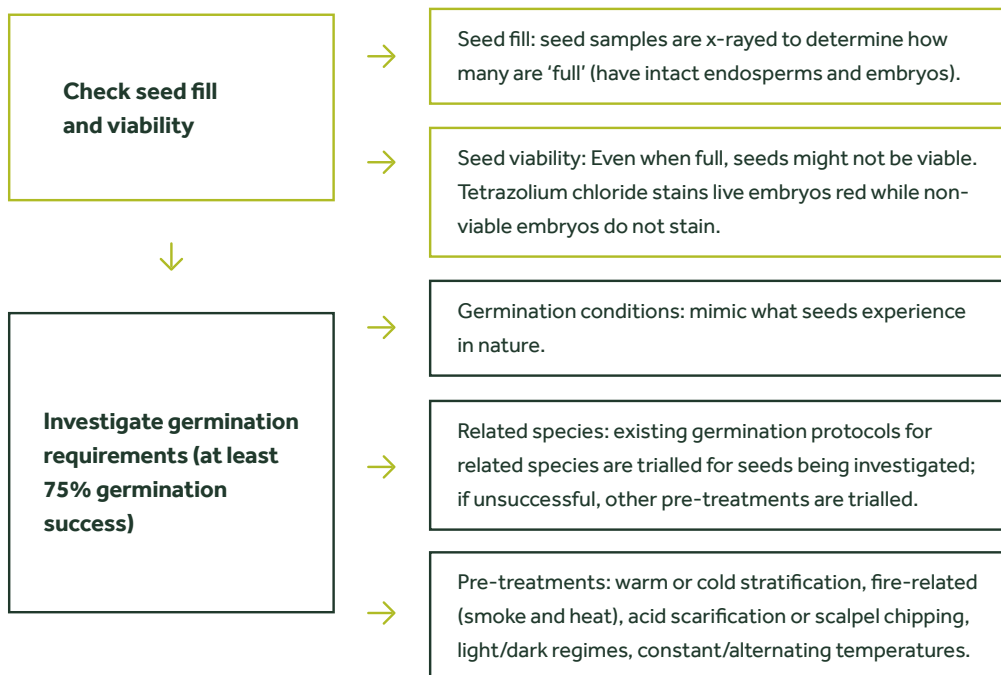 Check seed fill
and viability
Seed fill: seed samples are x-rayed to determine how
many are ‘full’ (have intact endosperms and embryos).
Seed viability: Even when full, seeds might not be viable.
Tetrazolium chloride stains live embryos red while non-
viable embryos do not stain.
Investigate germination
requirements (at least
75% germination
success)
Germination conditions: mimic what seeds experience
in nature.
Related species: existing germination protocols for
related species are trialled for seeds being investigated;
if unsuccessful, other pre-treatments are trialled.
Pre-treatments: warm or cold stratification, fire-related
(smoke and heat), acid scarification or scalpel chipping,
light/dark regimes, constant/alternating temperatures.